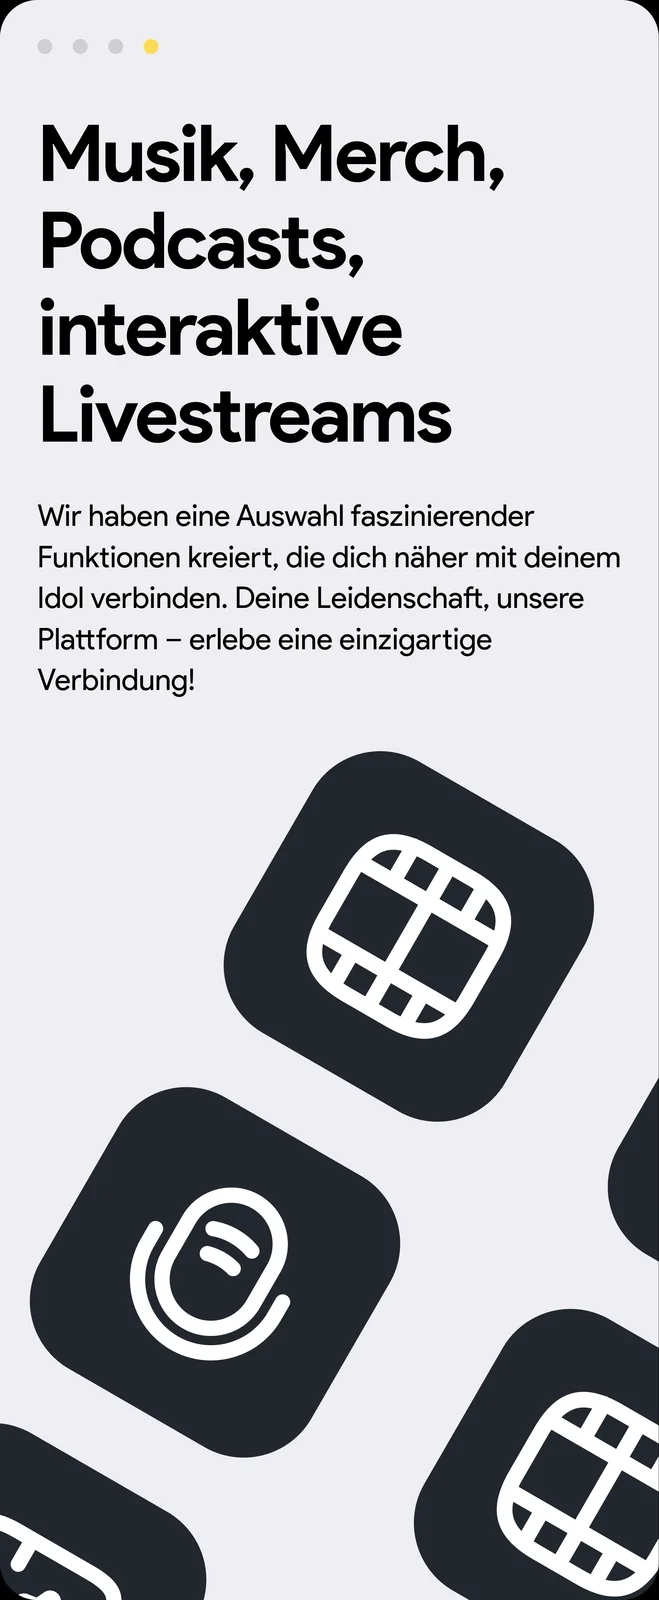 Musik, Merch,
Podcasts,
interaktive
Livestreams
Wir haben eine Auswahl faszinierender
Funktionen kreiert, die dich näher mit deinem
Idol verbinden. Deine Leidenschaft, unsere
Plattform – erlebe eine einzigartige
Verbindung!